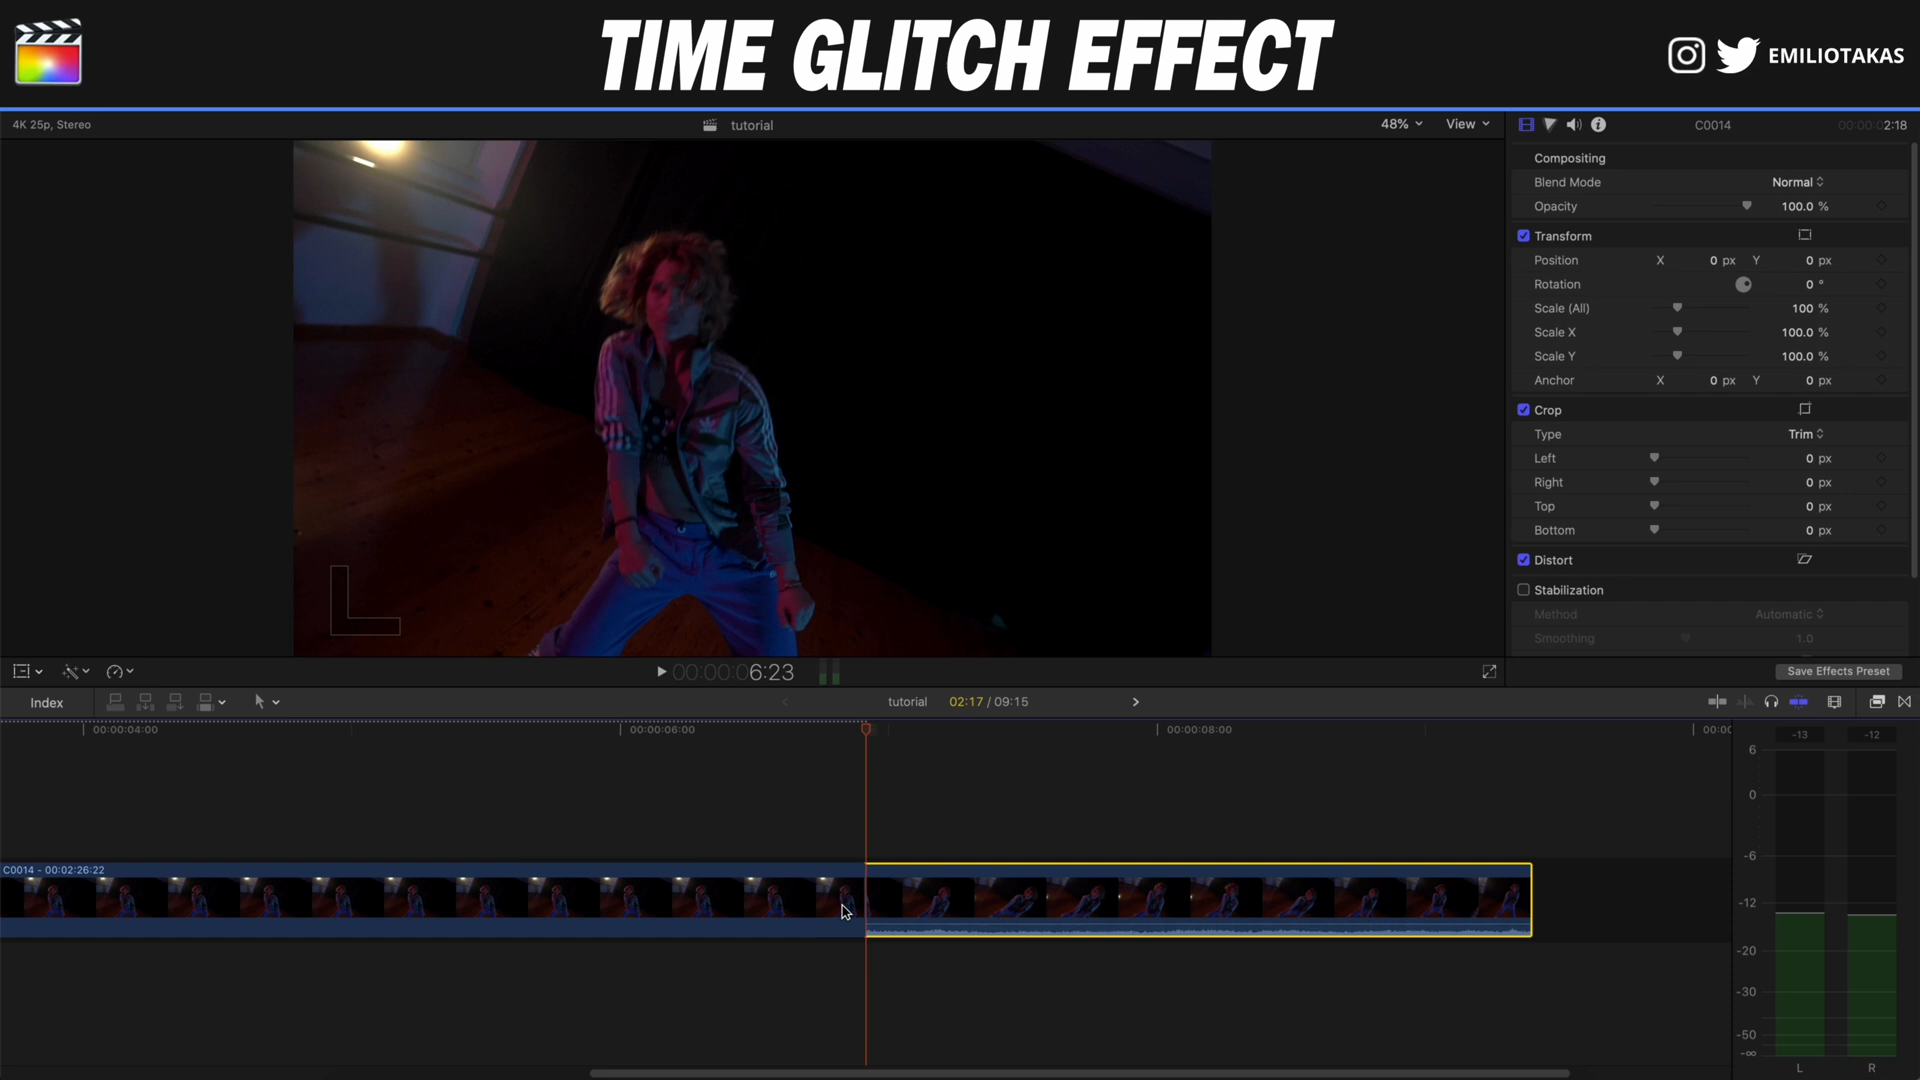 TIME GLITCH EFFECT
EMILIOTAKAS
4K 25p, Stereo
tutorial
48%
View
C0014
00:00:02:18
Compositing
Blend Mode Normal
Opacity 100.0 %
Transform
Position X 0 px Y 0 px
Rotation 0 °
Scale (All) 100 %
Scale X 100.0 %
Scale Y 100.0 %
Anchor X 0 px Y 0 px
Crop
Type Trim
Left 0 px
Right 0 px
Top 0 px
Bottom 0 px
Distort
Stabilization
Method Automatic
Smoothing 1.0
00:00:06:23
Save Effects Preset
Index
tutorial 02:17 / 09:15
00:00:04:00
00:00:06:00
00:00:08:00
00:00
-13 -12
6
0
-6
-12
-20
-30
-50
-∞
L R
C0014 - 00:02:26:22